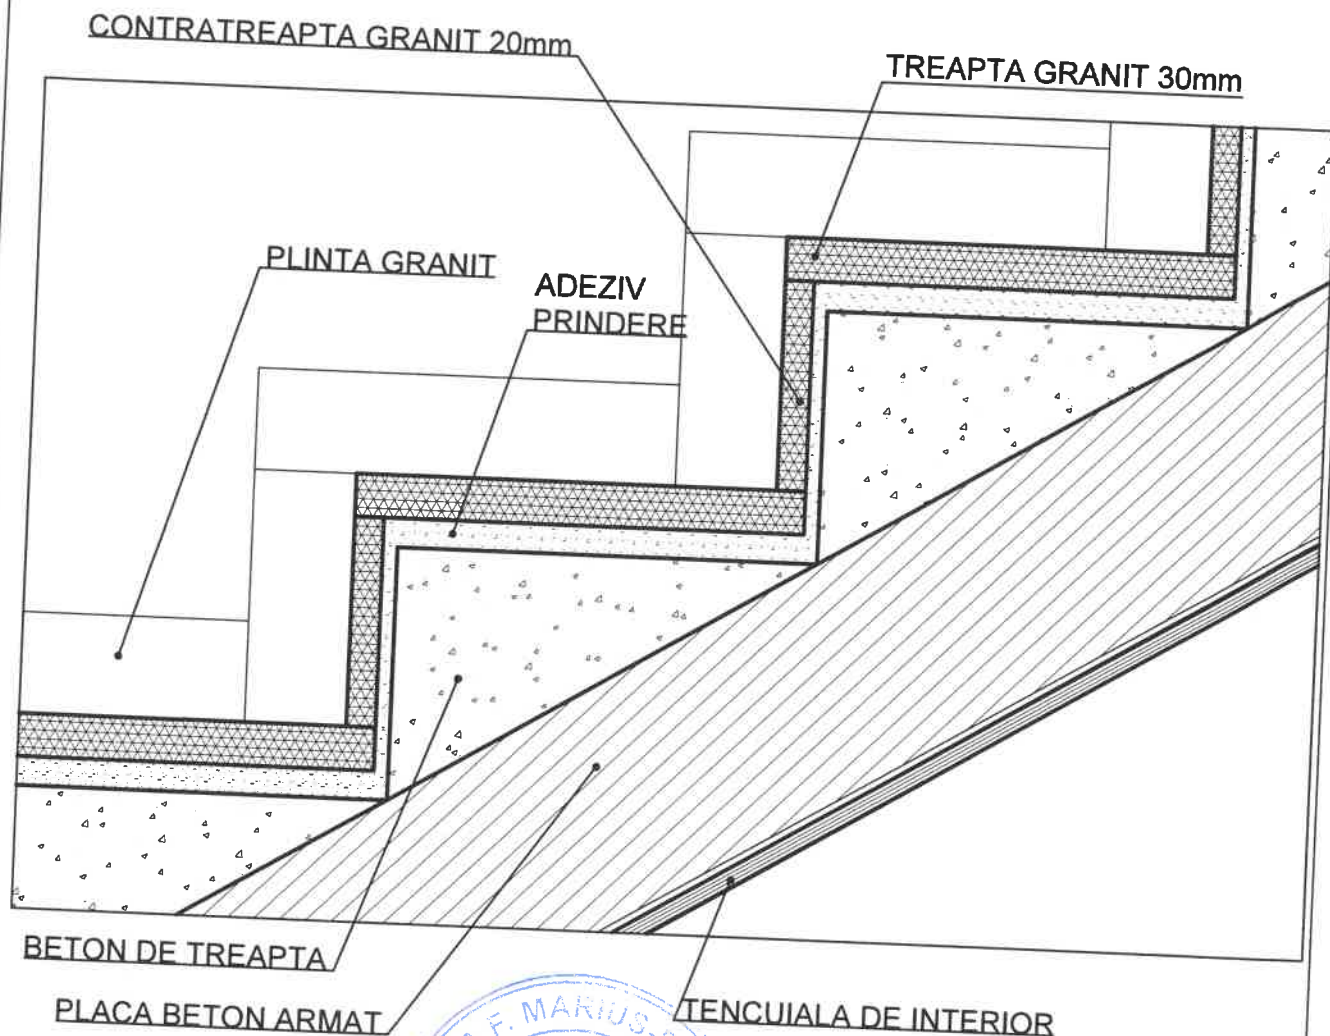 CONTRATREAPTA GRANIT 20mm
TREAPTA GRANIT 30mm
PLINTA GRANIT
ADEZIV
PRINDERE
BETON DE TREAPTA
PLACA BETON ARMAT
TENCUIALA DE INTERIOR
F. MARIUS